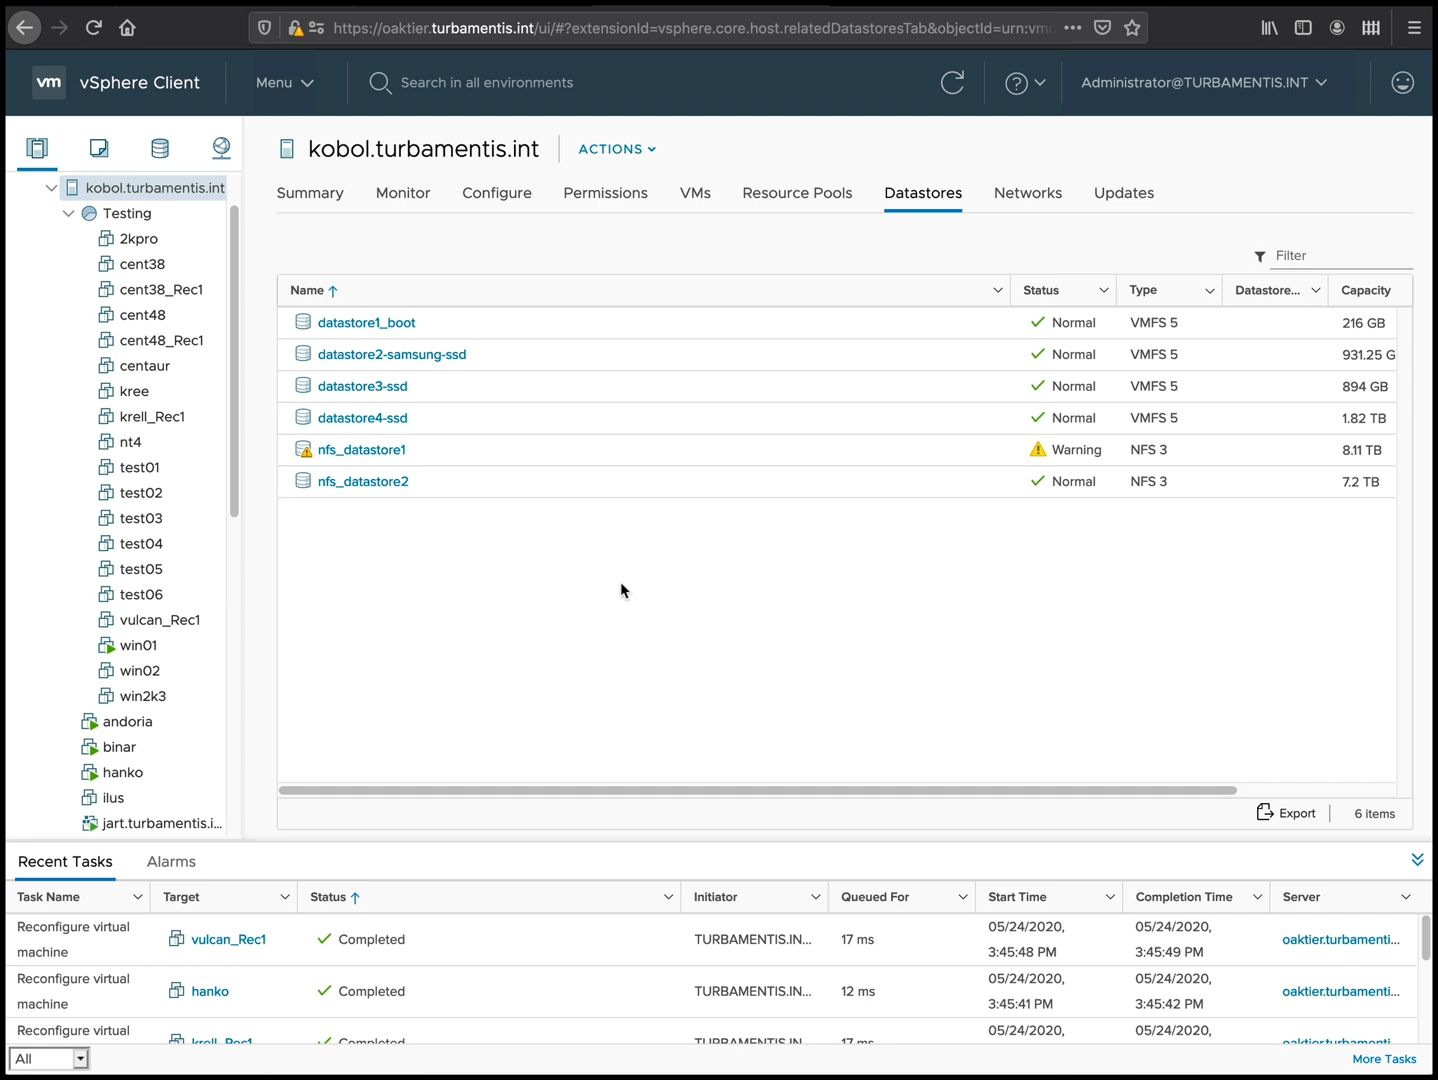 https://oaktier.turbamentis.int/ui/#?extensionId=vsphere.core.host.relatedDatastoresTab&objectId=urn:vmo
vm vSphere Client Menu Search in all environments Administrator@TURBAMENTIS.INT
kobol.turbamentis.int ACTIONS
Summary Monitor Configure Permissions VMs Resource Pools Datastores Networks Updates
kobol.turbamentis.int
Testing
2kpro
cent38
cent38_Rec1
cent48
cent48_Rec1
centaur
kree
krell_Rec1
nt4
test01
test02
test03
test04
test05
test06
vulcan_Rec1
win01
win02
win2k3
andoria
binar
hanko
ilus
jart.turbamentis.i...
Filter
Name Status Type Datastore... Capacity
datastore1_boot Normal VMFS 5 216 GB
datastore2-samsung-ssd Normal VMFS 5 931.25 G
datastore3-ssd Normal VMFS 5 894 GB
datastore4-ssd Normal VMFS 5 1.82 TB
nfs_datastore1 Warning NFS 3 8.11 TB
nfs_datastore2 Normal NFS 3 7.2 TB
Export 6 items
Recent Tasks Alarms
Task Name Target Status Initiator Queued For Start Time Completion Time Server
Reconfigure virtual machine vulcan_Rec1 Completed TURBAMENTIS.IN... 17 ms 05/24/2020, 3:45:48 PM 05/24/2020, 3:45:49 PM oaktier.turbamenti...
Reconfigure virtual machine hanko Completed TURBAMENTIS.IN... 12 ms 05/24/2020, 3:45:41 PM 05/24/2020, 3:45:42 PM oaktier.turbamenti...
Reconfigure virtual krell_Rec1 Completed TURBAMENTIS.IN... 17 ms 05/24/2020, 05/24/2020, oaktier.turbamenti...
All More Tasks